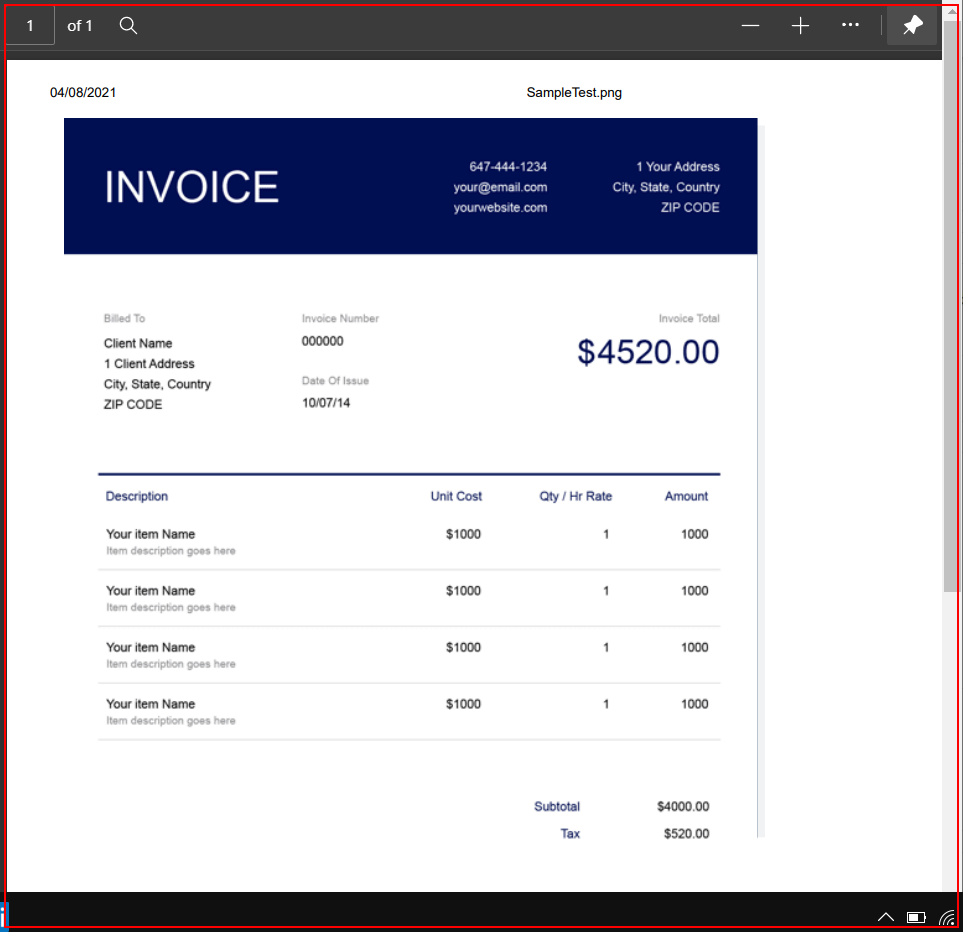 1 of 1
04/08/2021 SampleTest.png
INVOICE
647-444-1234
your@email.com
yourwebsite.com
1 Your Address
City, State, Country
ZIP CODE
Billed To
Client Name
1 Client Address
City, State, Country
ZIP CODE
Invoice Number
000000
Date Of Issue
10/07/14
Invoice Total
$4520.00
Description Unit Cost Qty / Hr Rate Amount
Your item Name $1000 1 1000
Item description goes here
Your item Name $1000 1 1000
Item description goes here
Your item Name $1000 1 1000
Item description goes here
Your item Name $1000 1 1000
Item description goes here
Subtotal $4000.00
Tax $520.00